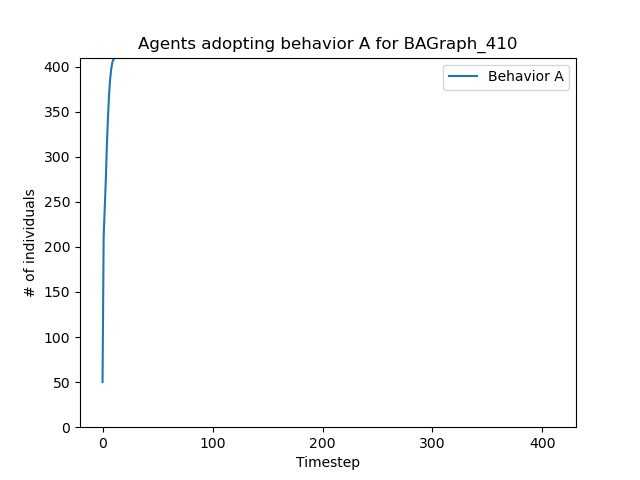 Agents adopting behavior A for BAGraph_410
Behavior A
# of individuals
400
350
300
250
200
150
100
50
0
0 100 200 300 400
Timestep